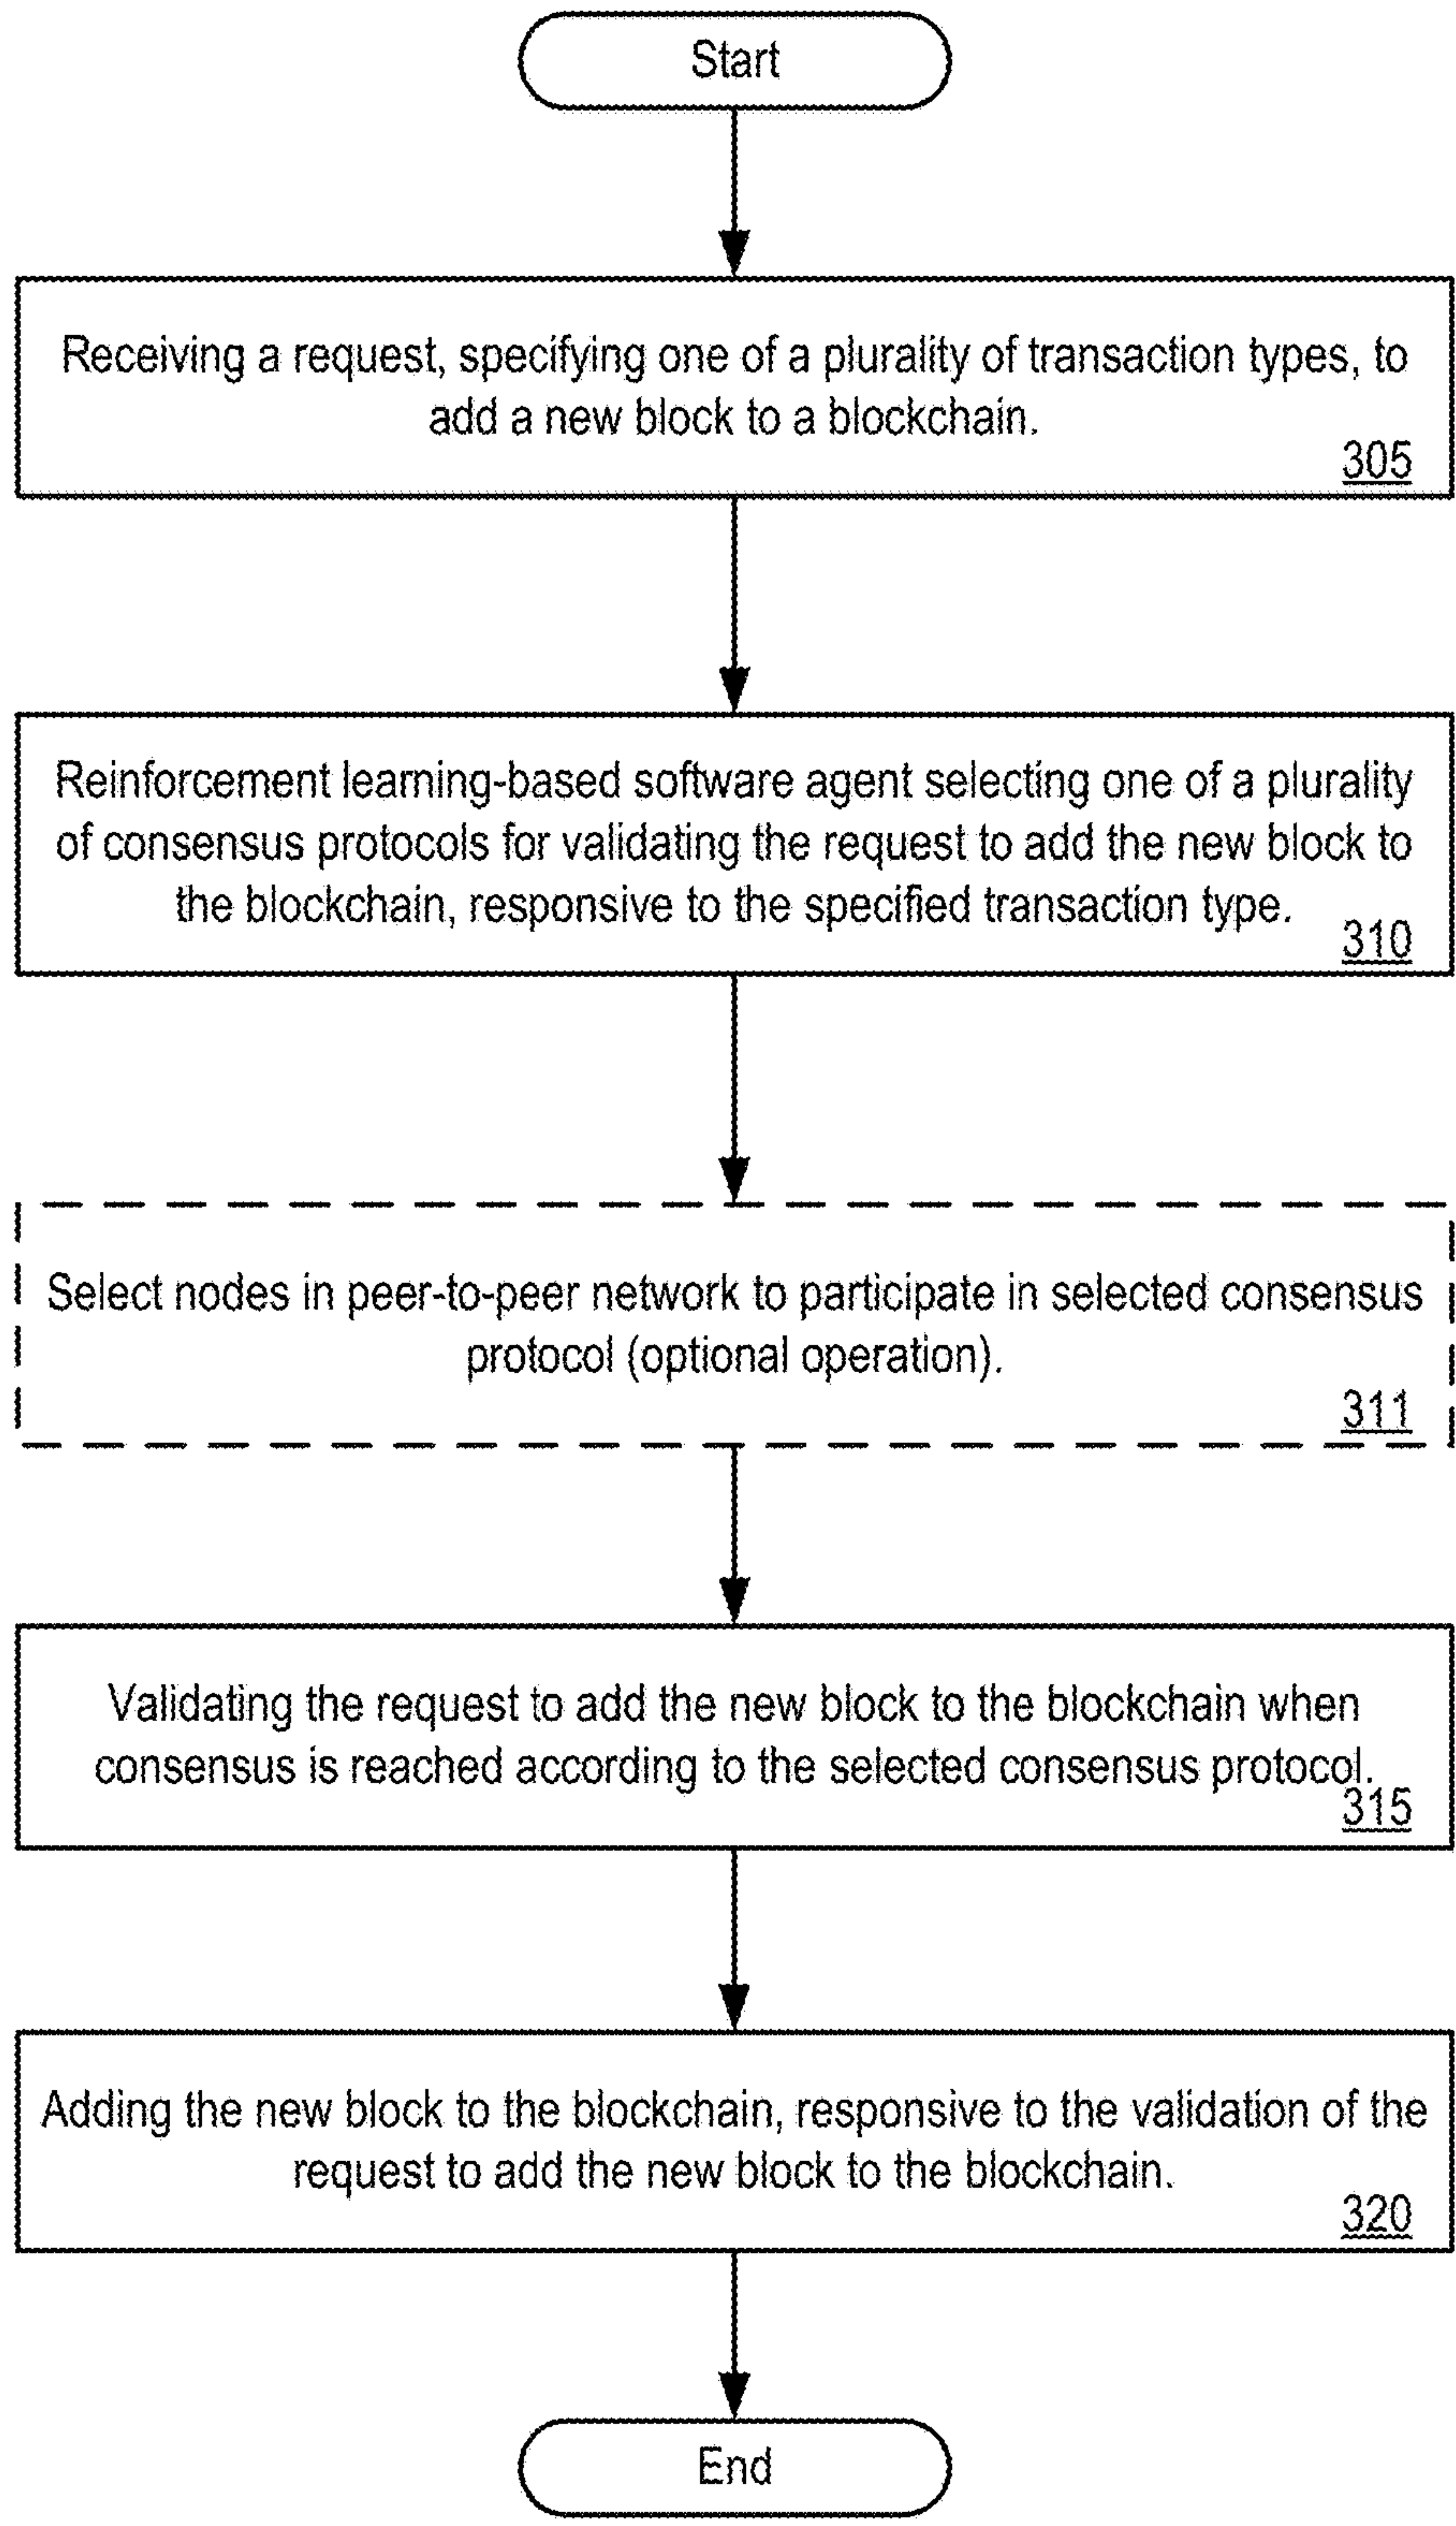 Start
Receiving a request, specifying one of a plurality of transaction types, to
add a new block to a blockchain.
305
Reinforcement learning-based software agent selecting one of a plurality
of consensus protocols for validating the request to add the new block to
the blockchain, responsive to the specified transaction type.
310
Select nodes in peer-to-peer network to participate in selected consensus
protocol (optional operation).
311
Validating the request to add the new block to the blockchain when
consensus is reached according to the selected consensus protocol.
315
Adding the new block to the blockchain, responsive to the validation of the
request to add the new block to the blockchain.
320
End